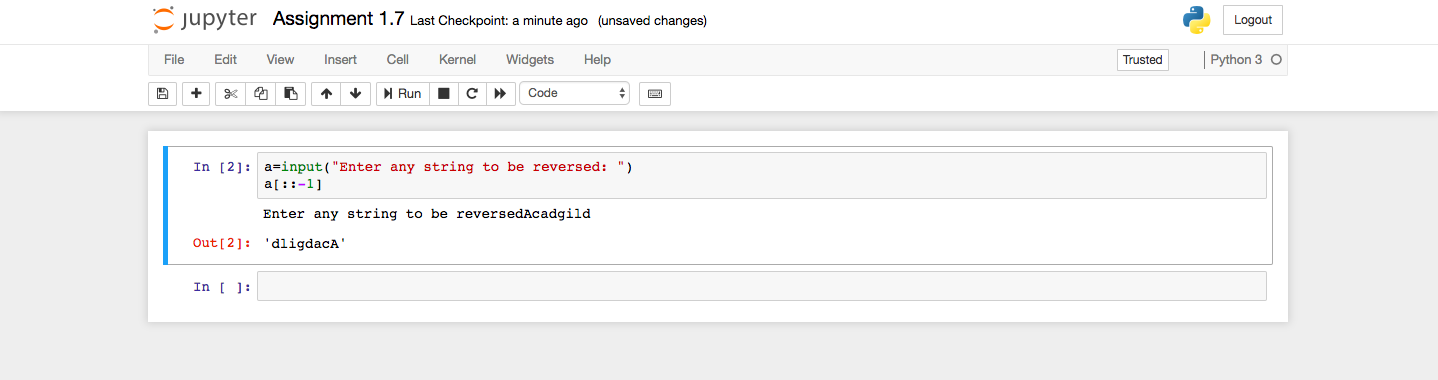 jupyter Assignment 1.7 Last Checkpoint: a minute ago (unsaved changes) Logout
File Edit View Insert Cell Kernel Widgets Help Trusted Python 3
Run Code
In [2]: a=input("Enter any string to be reversed: ")
a[::-1]
Enter any string to be reversedAcadgild
Out[2]: 'dligdacA'
In [ ]: